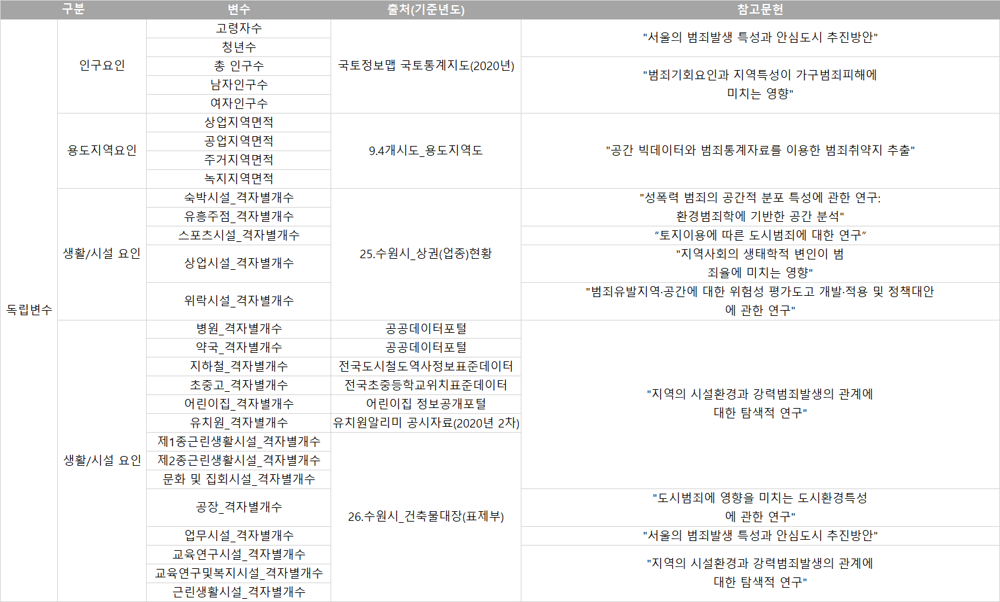 구분 변수 출처(기준년도) 참고문헌
독립변수
인구요인
고령자수
청년수
총 인구수
남자인구수
여자인구수
국토정보맵 국토통계지도(2020년)
"서울의 범죄발생 특성과 안심도시 추진방안"
"범죄기회요인과 지역특성이 가구범죄피해에
미치는 영향"
용도지역요인
상업지역면적
공업지역면적
주거지역면적
녹지지역면적
9.4개시도_용도지역도
"공간 빅데이터와 범죄통계자료를 이용한 범죄취약지 추출"
생활/시설 요인
숙박시설_격자별개수
유흥주점_격자별개수
스포츠시설_격자별개수
상업시설_격자별개수
위락시설_격자별개수
25.수원시_상권(업종)현황
"성폭력 범죄의 공간적 분포 특성에 관한 연구:
환경범죄학에 기반한 공간 분석"
“토지이용에 따른 도시범죄에 대한 연구”
"지역사회의 생태학적 변인이 범
죄율에 미치는 영향"
"범죄유발지역·공간에 대한 위험성 평가도고 개발·적용 및 정책대안
에 관한 연구"
생활/시설 요인
병원_격자별개수 공공데이터포털
약국_격자별개수 공공데이터포털
지하철_격자별개수 전국도시철도역사정보표준데이터
초중고_격자별개수 전국초중등학교위치표준데이터
어린이집_격자별개수 어린이집 정보공개포털
유치원_격자별개수 유치원알리미 공시자료(2020년 2차)
제1종근린생활시설_격자별개수
제2종근린생활시설_격자별개수
문화 및 집회시설_격자별개수
"지역의 시설환경과 강력범죄발생의 관계에
대한 탐색적 연구"
공장_격자별개수
26.수원시_건축물대장(표제부)
"도시범죄에 영향을 미치는 도시환경특성
에 관한 연구"
업무시설_격자별개수
"서울의 범죄발생 특성과 안심도시 추진방안"
교육연구시설_격자별개수
교육연구및복지시설_격자별개수
근린생활시설_격자별개수
"지역의 시설환경과 강력범죄발생의 관계에
대한 탐색적 연구"